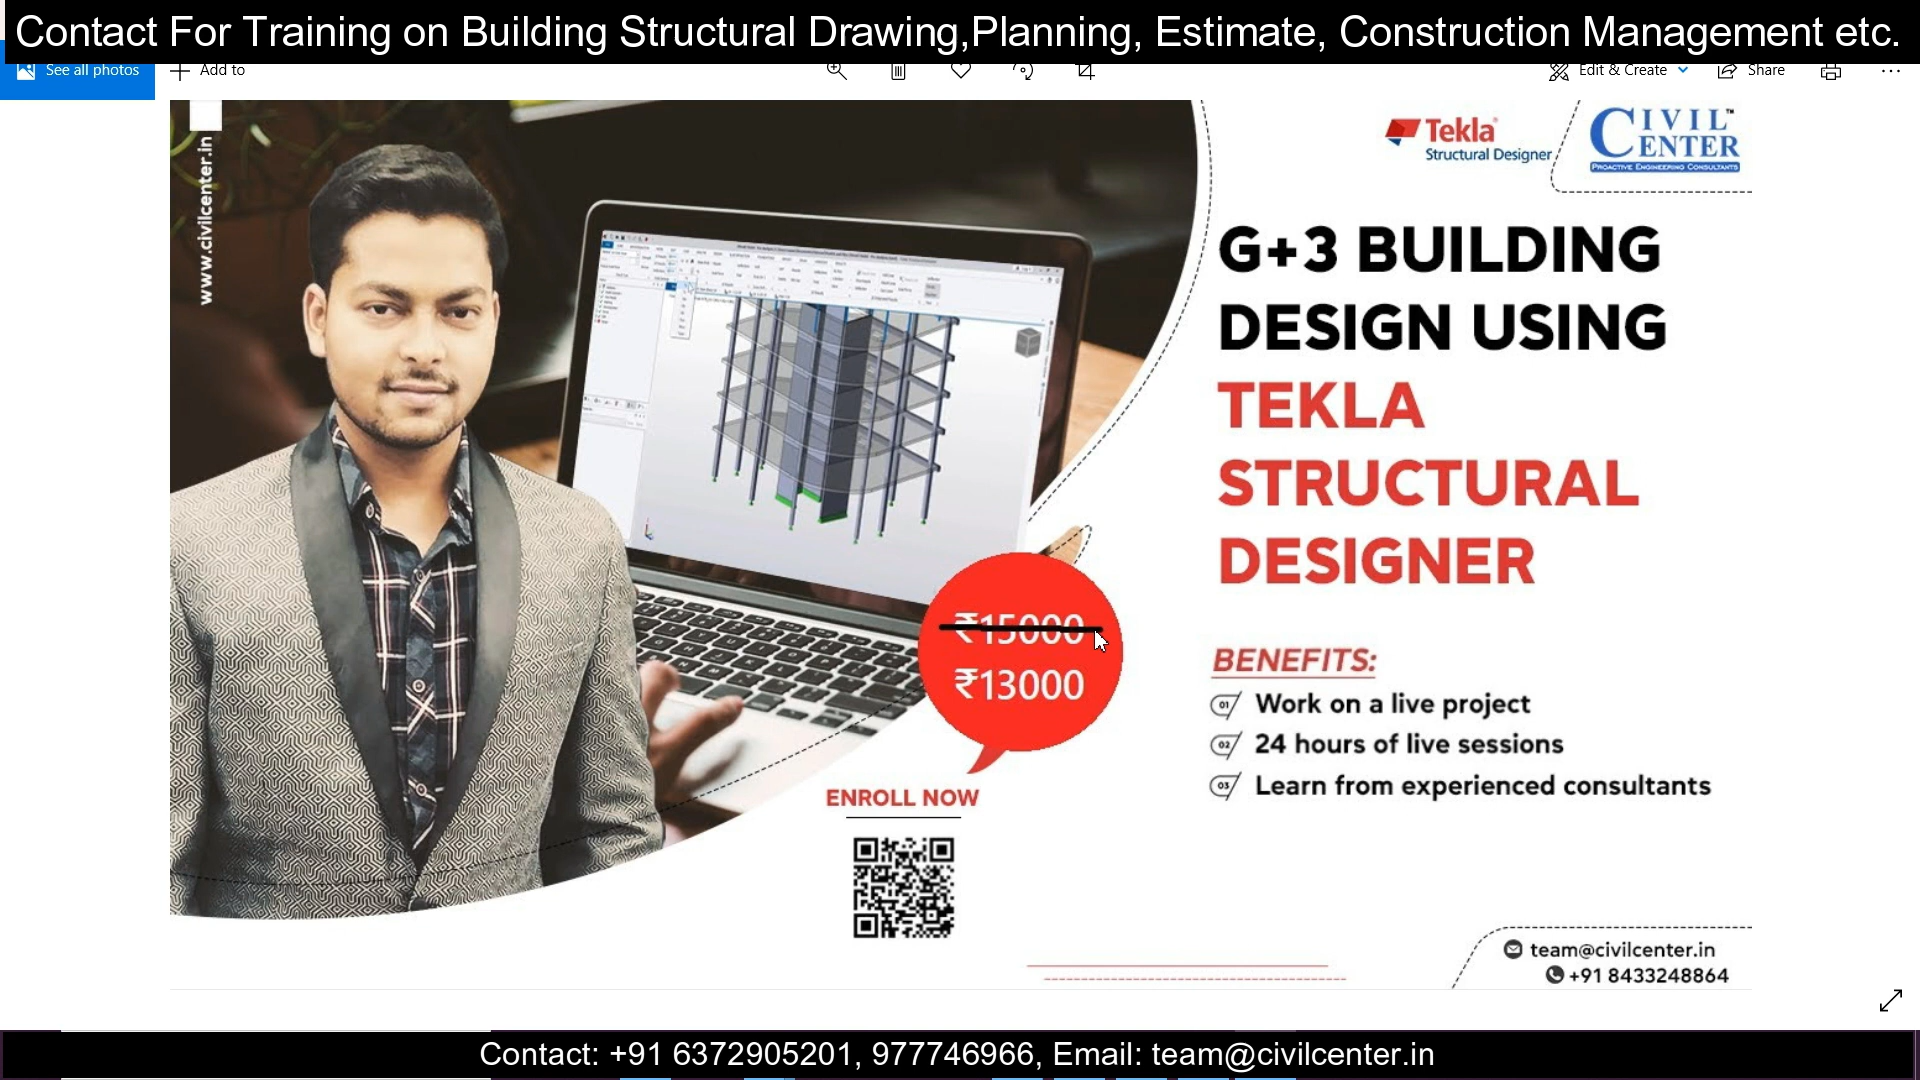 Contact For Training on Building Structural Drawing,Planning, Estimate, Construction Management etc.
See all photos
Add to
Edit & Create
Share
www.civilcenter.in
Tekla
Structural Designer
CIVIL CENTER™
PROACTIVE ENGINEERING CONSULTANTS
G+3 BUILDING
DESIGN USING
TEKLA
STRUCTURAL
DESIGNER
₹15000
₹13000
BENEFITS:
01 Work on a live project
02 24 hours of live sessions
03 Learn from experienced consultants
ENROLL NOW
team@civilcenter.in
+91 8433248864
Contact: +91 6372905201, 977746966, Email: team@civilcenter.in